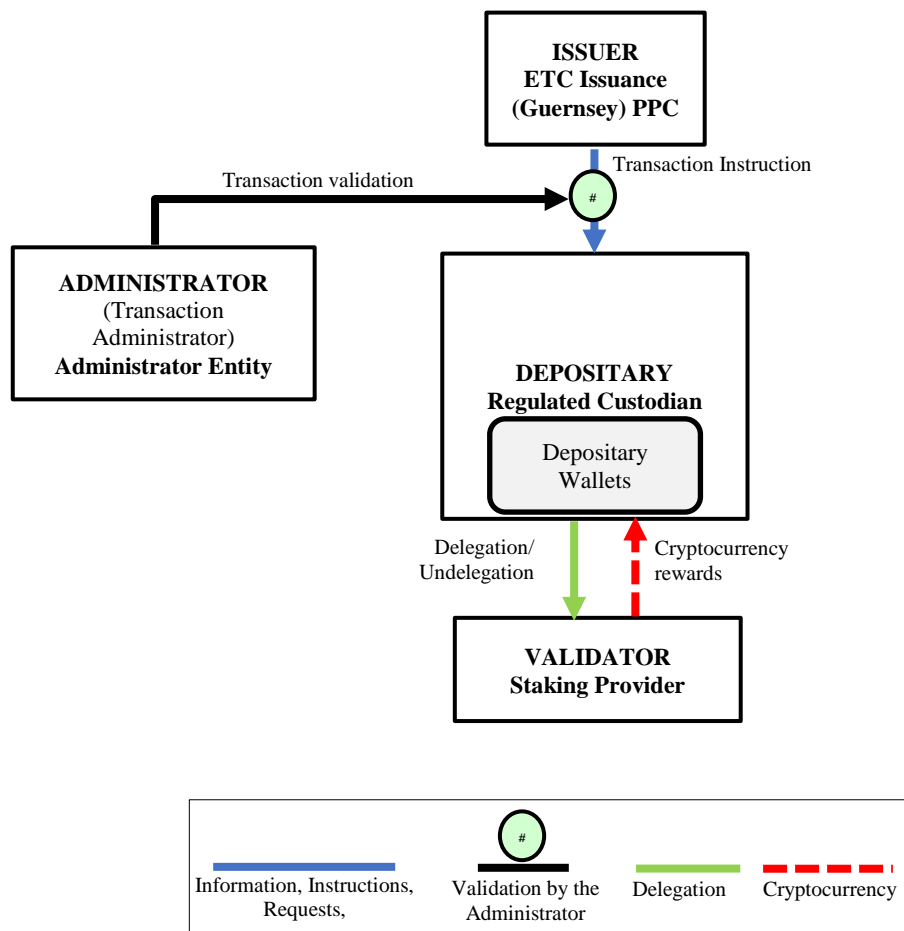 ISSUER
ETC Issuance
(Guernsey) PPC
Transaction Instruction
Transaction validation
#
ADMINISTRATOR
(Transaction
Administrator)
Administrator Entity
DEPOSITARY
Regulated Custodian
Depositary
Wallets
Delegation/
Undelegation
Cryptocurrency
rewards
VALIDATOR
Staking Provider
#
Information, Instructions,
Requests,
Validation by the
Administrator
Delegation
Cryptocurrency